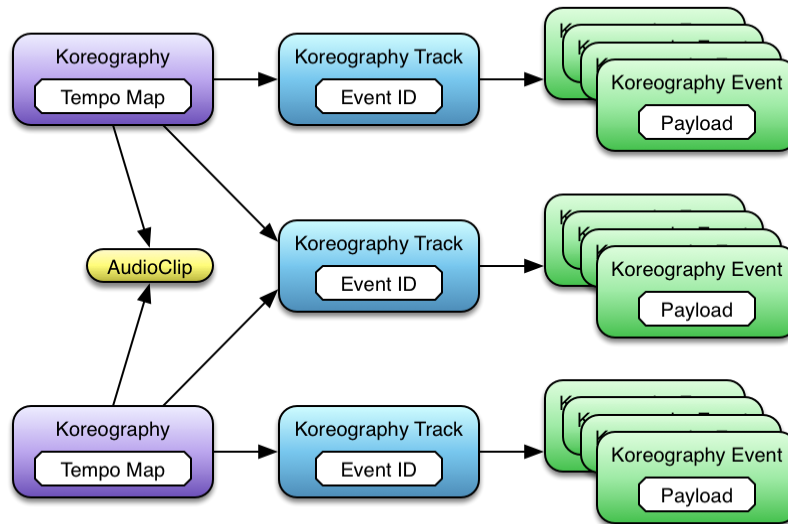 Koreography
Tempo Map
Koreography Track
Event ID
Koreography Event
Payload
AudioClip
Koreography Track
Event ID
Koreography Event
Payload
Koreography
Tempo Map
Koreography Track
Event ID
Koreography Event
Payload